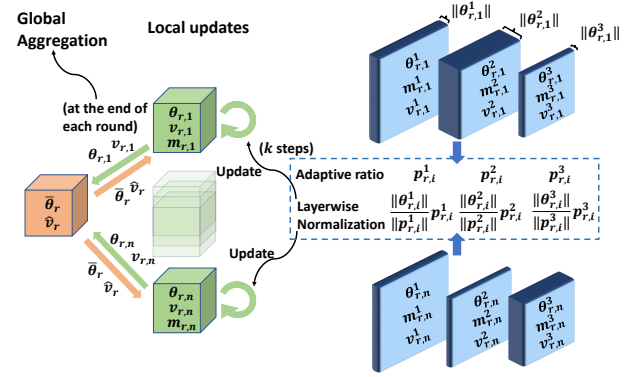 Global
Aggregation
Local updates
(at the end of
each round)
θ_{r,1} v_{r,1}
θ̅_r v̂_r
θ_{r,1}
v_{r,1}
m_{r,1}
(k steps)
Update
θ̅_r
v̂_r
θ_{r,n}
v_{r,n}
θ̅_r v̂_r
Update
θ_{r,n}
v_{r,n}
m_{r,n}
‖θ^1_{r,1}‖
‖θ^2_{r,1}‖
‖θ^3_{r,1}‖
θ^1_{r,1}
m^1_{r,1}
v^1_{r,1}
θ^2_{r,1}
m^2_{r,1}
v^2_{r,1}
θ^3_{r,1}
m^3_{r,1}
v^3_{r,1}
Adaptive ratio p^1_{r,i} p^2_{r,i} p^3_{r,i}
Layerwise
Normalization
‖θ^1_{r,i}‖/‖p^1_{r,i}‖ p^1_{r,i} ‖θ^2_{r,i}‖/‖p^2_{r,i}‖ p^2_{r,i} ‖θ^3_{r,i}‖/‖p^3_{r,i}‖ p^3_{r,i}
θ^1_{r,n}
m^1_{r,n}
v^1_{r,n}
θ^2_{r,n}
m^2_{r,n}
v^2_{r,n}
θ^3_{r,n}
m^3_{r,n}
v^3_{r,n}